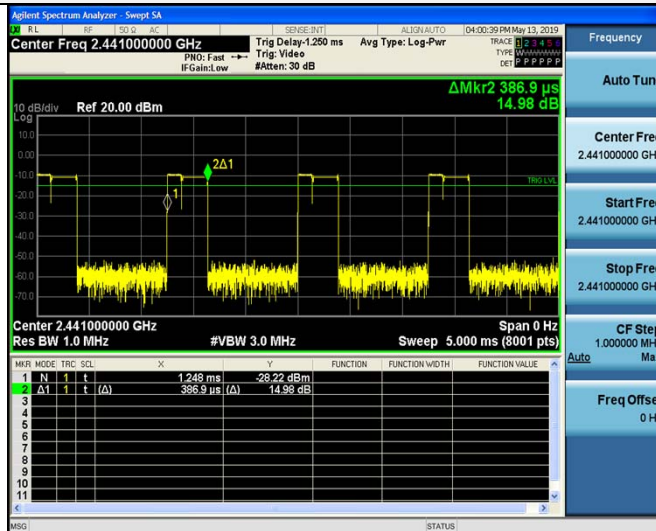 Agilent Spectrum Analyzer - Swept SA
RL RF 50 Ω AC SENSE:INT ALIGN AUTO 04:00:39 PM May 13, 2019
Center Freq 2.441000000 GHz
PNO: Fast
IFGain:Low
Trig Delay-1.250 ms
Trig: Video
#Atten: 30 dB
Avg Type: Log-Pwr
TRACE 1 2 3 4 5 6
TYPE
DET P P P P P P
ΔMkr2 386.9 µs
14.98 dB
10 dB/div Ref 20.00 dBm
Log
10.0
0.00
-10.0
-20.0
-30.0
-40.0
-50.0
-60.0
-70.0
2Δ1
1
TRIG LVL
Center 2.441000000 GHz Span 0 Hz
Res BW 1.0 MHz #VBW 3.0 MHz Sweep 5.000 ms (8001 pts)
MKR MODE TRC SCL X Y FUNCTION FUNCTION WIDTH FUNCTION VALUE
1 N 1 t 1.248 ms -28.22 dBm
2 Δ1 1 t (Δ) 386.9 µs (Δ) 14.98 dB
3
4
5
6
7
8
9
10
11
MSG STATUS
Frequency
Auto Tun
Center Fre
2.441000000 GH
Start Fre
2.441000000 GH
Stop Fre
2.441000000 GH
CF Ste
1.000000 MH
Auto Ma
Freq Offse
0 H